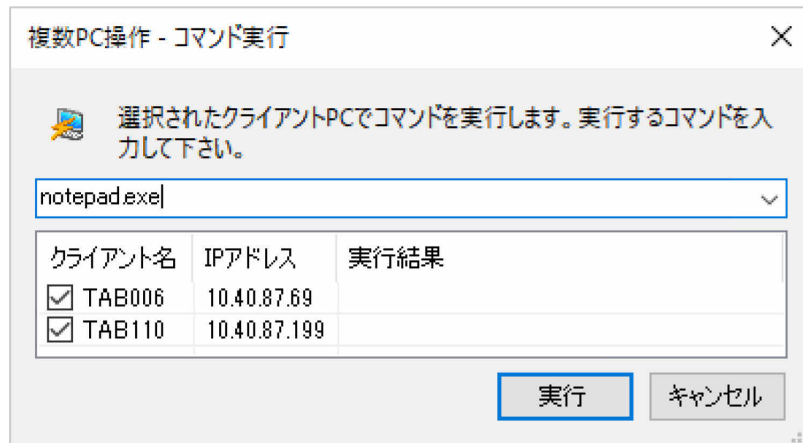 複数PC操作 - コマンド実行
選択されたクライアントPCでコマンドを実行します。実行するコマンドを入
力して下さい。
notepad.exe
クライアント名 IPアドレス 実行結果
TAB006 10.40.87.69
TAB110 10.40.87.199
実行 キャンセル